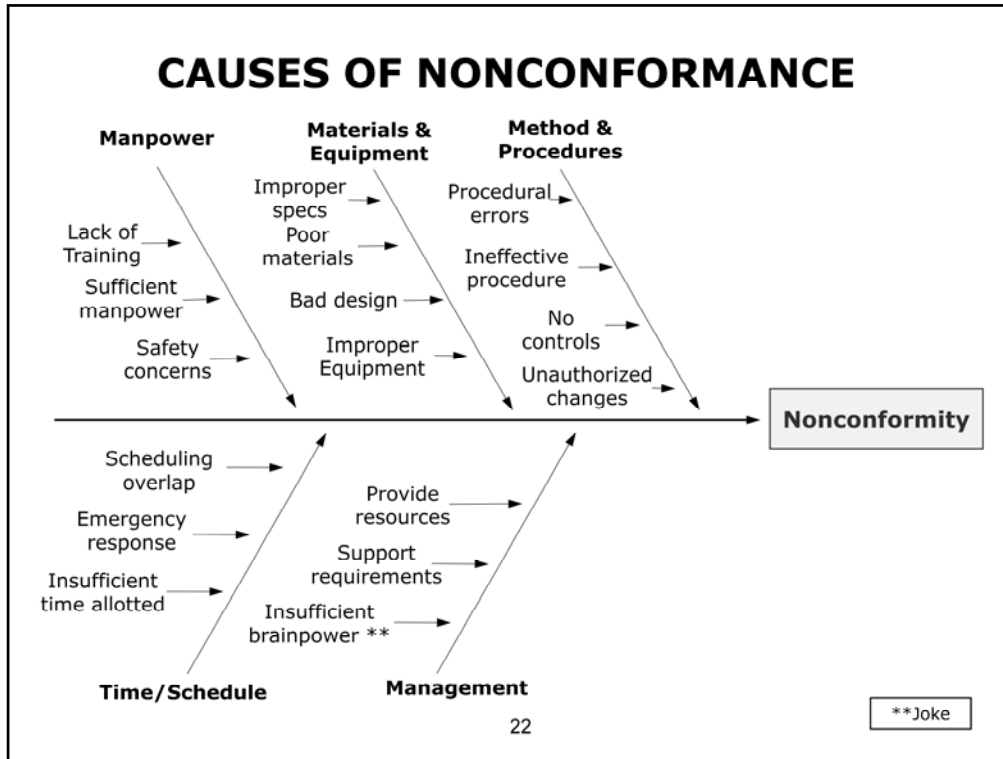 CAUSES OF NONCONFORMANCE
Manpower
Lack of
Training
Sufficient
manpower
Safety
concerns
Materials &
Equipment
Improper
specs
Poor
materials
Bad design
Improper
Equipment
Method &
Procedures
Procedural
errors
Ineffective
procedure
No
controls
Unauthorized
changes
Nonconformity
Scheduling
overlap
Emergency
response
Insufficient
time allotted
Time/Schedule
Provide
resources
Support
requirements
Insufficient
brainpower **
Management
22
**Joke